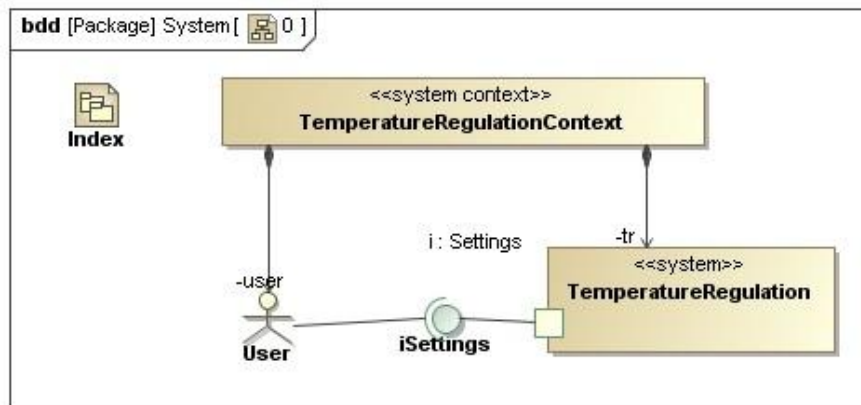 bdd [Package] System[ 0 ]
Index
<<system context>>
TemperatureRegulationContext
i : Settings
-tr
<<system>>
TemperatureRegulation
-user
User
iSettings